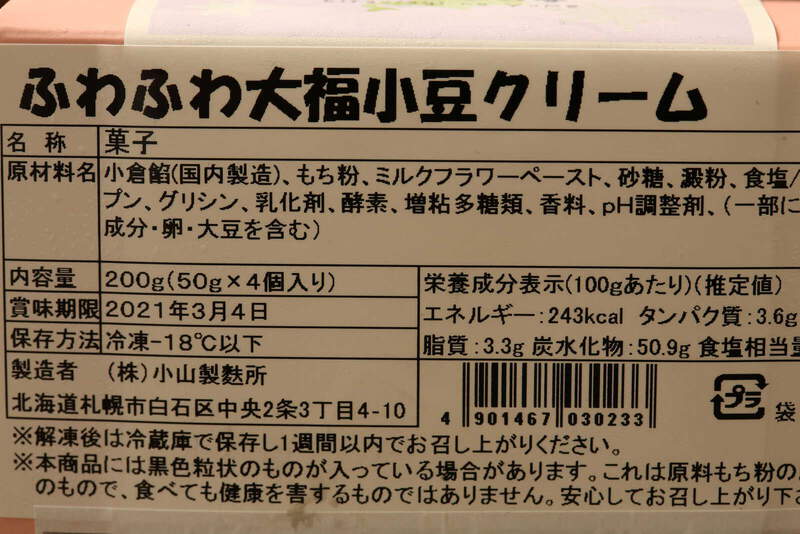 ふわふわ大福小豆クリーム
名 称 菓子
原材料名 小倉餡(国内製造)、もち粉、ミルクフラワーペースト、砂糖、澱粉、食塩/
プン、グリシン、乳化剤、酵素、増粘多糖類、香料、pH調整剤、(一部に
成分・卵・大豆を含む)
内容量 200g(50g×4個入り)
賞味期限 2021年3月4日
保存方法 冷凍-18℃以下
製造者 (株)小山製麩所
北海道札幌市白石区中央2条3丁目4-10
栄養成分表示(100gあたり)(推定値)
エネルギー:243kcal タンパク質:3.6g
脂質:3.3g 炭水化物:50.9g 食塩相当量
4 901467 030233
プラ 袋
※解凍後は冷蔵庫で保存し1週間以内でお召し上がりください。
※本商品には黒色粒状のものが入っている場合があります。これは原料もち粉の
のもので、食べても健康を害するものではありません。安心してお召し上がり下さ